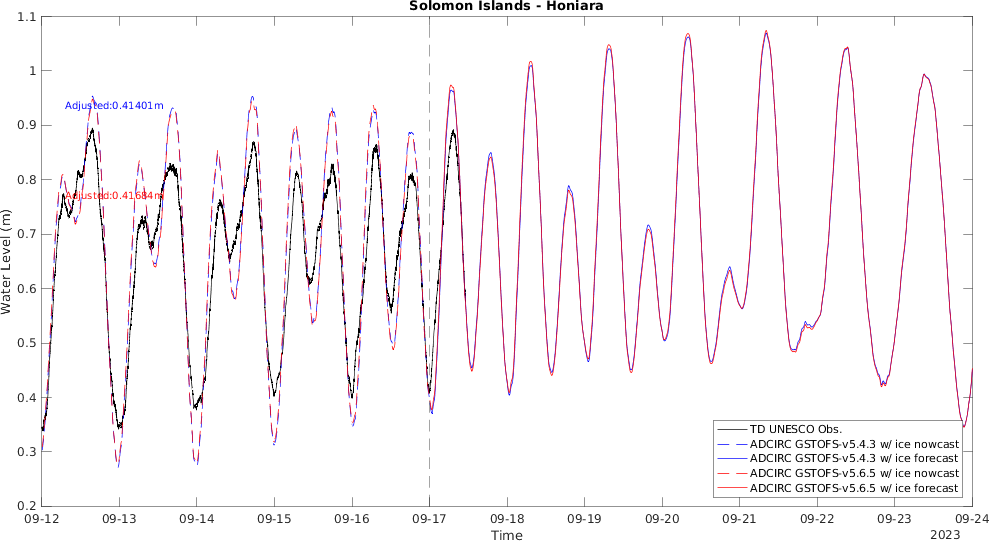 Solomon Islands - Honiara
1.1
1
0.9
0.8
0.7
0.6
0.5
0.4
0.3
0.2
Water Level (m)
Adjusted:0.41401m
Adjusted:0.41684m
TD UNESCO Obs.
ADCIRC GSTOFS-v5.4.3 w/ ice nowcast
ADCIRC GSTOFS-v5.4.3 w/ ice forecast
ADCIRC GSTOFS-v5.6.5 w/ ice nowcast
ADCIRC GSTOFS-v5.6.5 w/ ice forecast
09-12 09-13 09-14 09-15 09-16 09-17 09-18 09-19 09-20 09-21 09-22 09-23 09-24
Time
2023